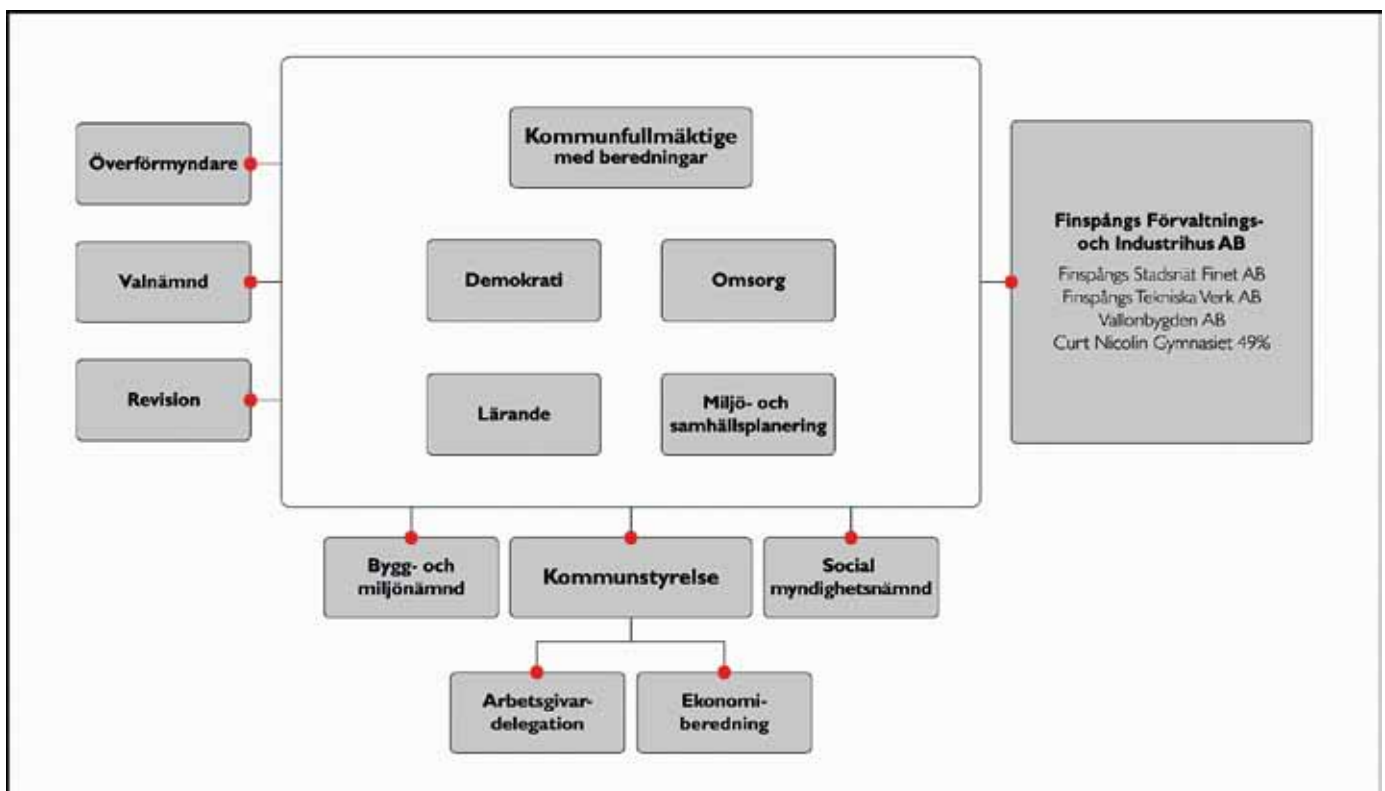 Kommunfullmäktige
med beredningar
Överförmyndare
Valnämnd
Revision
Demokrati
Omsorg
Lärande
Miljö- och
samhällsplanering
Finspångs Förvaltnings-
och Industrihus AB
Finspångs Stadsnät Finet AB
Finspångs Tekniska Verk AB
Vallonbygden AB
Curt Nicolin Gymnasiet 49%
Bygg- och
miljönämnd
Kommunstyrelse
Social
myndighetsnämnd
Arbetsgivar-
delegation
Ekonomi-
beredning